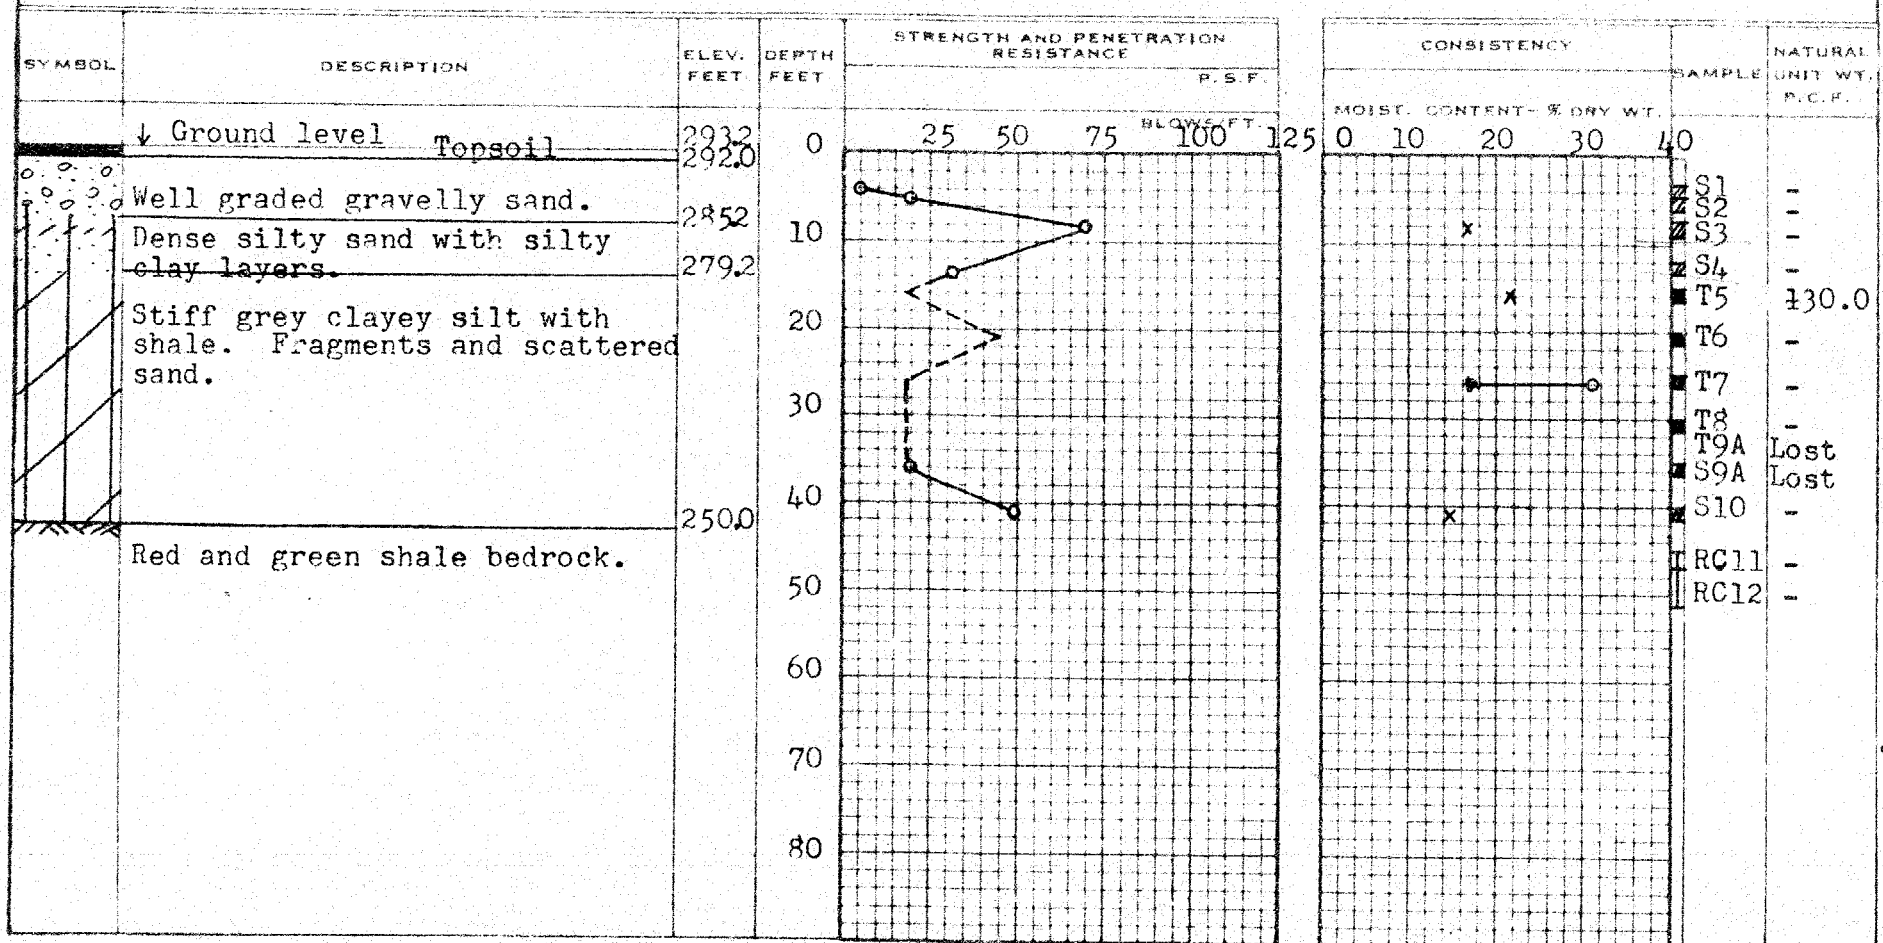 SYMBOL
DESCRIPTION
ELEV. FEET
DEPTH FEET
STRENGTH AND PENETRATION
RESISTANCE
P.S.F.
BLOWS/FT.
CONSISTENCY
MOIST. CONTENT - % DRY WT.
SAMPLE
NATURAL
UNIT WT.
P.C.F.
25 50 75 100 125
0 10 20 30 40
↓ Ground level 293.2
Topsoil 292.0
Well graded gravelly sand.
285.2
Dense silty sand with silty
clay layers. 279.2
Stiff grey clayey silt with
shale. Fragments and scattered
sand.
250.0
Red and green shale bedrock.
0
10
20
30
40
50
60
70
80
S1 -
S2 -
S3 -
S4 -
T5 130.0
T6 -
T7 -
T8 -
T9A Lost
S9A Lost
S10 -
RC11 -
RC12 -